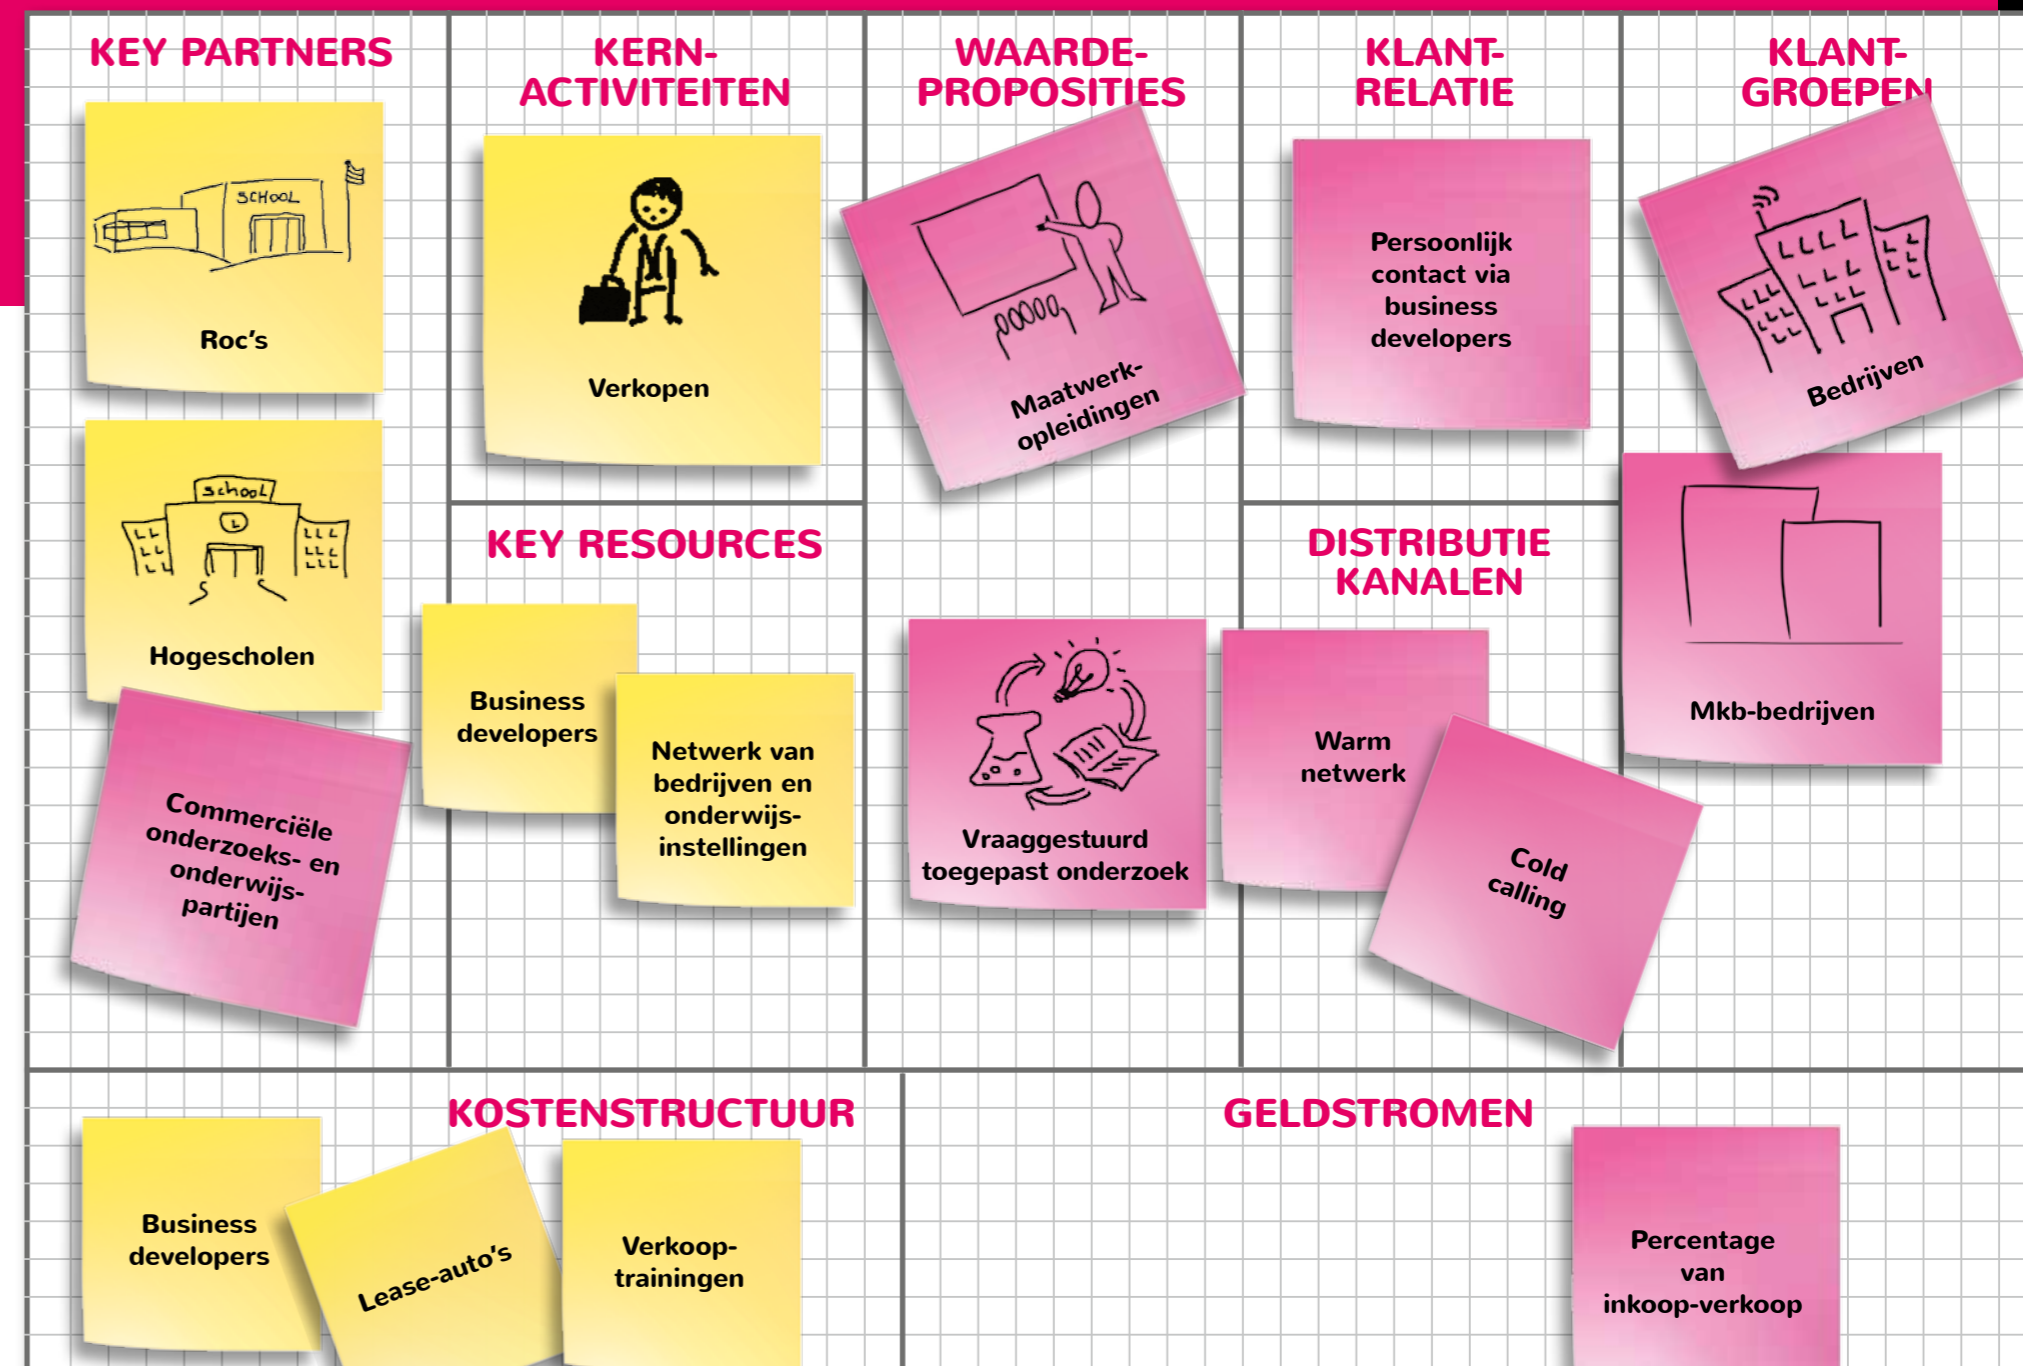 KEY PARTNERS
SCHOOL
Roc's
School
Hogescholen
Commerciële
onderzoeks- en
onderwijs-
partijen
KERN-
ACTIVITEITEN
Verkopen
KEY RESOURCES
Business
developers
Netwerk van
bedrijven en
onderwijs-
instellingen
WAARDE-
PROPOSITIES
Maatwerk-
opleidingen
Vraaggestuurd
toegepast onderzoek
KLANT-
RELATIE
Persoonlijk
contact via
business
developers
DISTRIBUTIE
KANALEN
Warm
netwerk
Cold
calling
KLANT-
GROEPEN
Bedrijven
Mkb-bedrijven
KOSTENSTRUCTUUR
Business
developers
Lease-auto's
Verkoop-
trainingen
GELDSTROMEN
Percentage
van
inkoop-verkoop